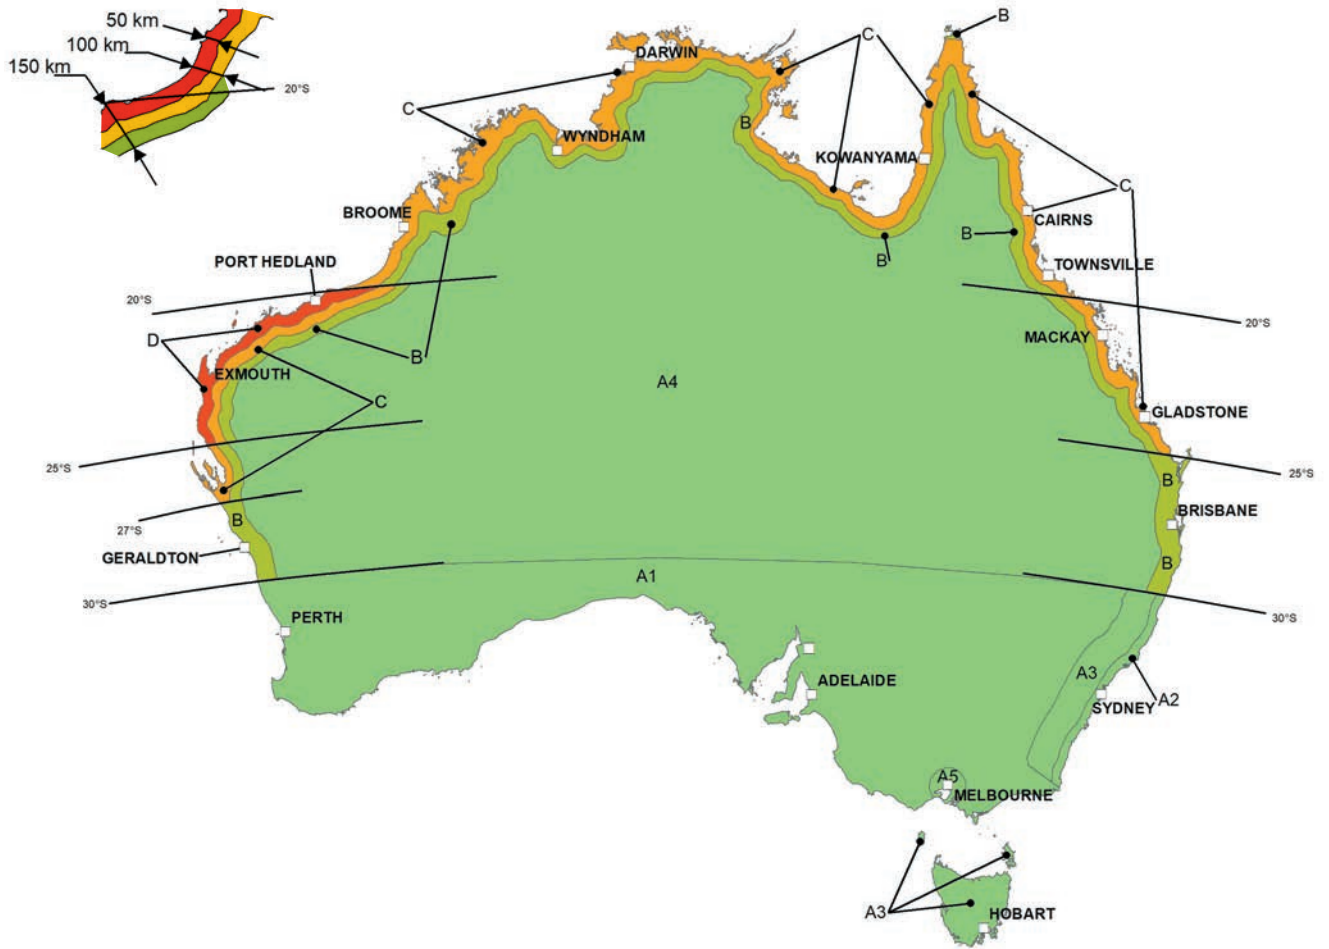 50 km
B
C
100 km
DARWIN
150 km
20°S
C
B
WYNDHAM
KOWANYAMA
C
BROOME
CAIRNS
B
B
PORT HEDLAND
TOWNSVILLE
20°S
20°S
D
MACKAY
B
EXMOUTH
A4
C
GLADSTONE
25°S
25°S
B
B
BRISBANE
27°S
GERALDTON
B
A1
30°S
PERTH
30°S
A3
ADELAIDE
SYDNEY
A2
A5
MELBOURNE
A3
HOBART